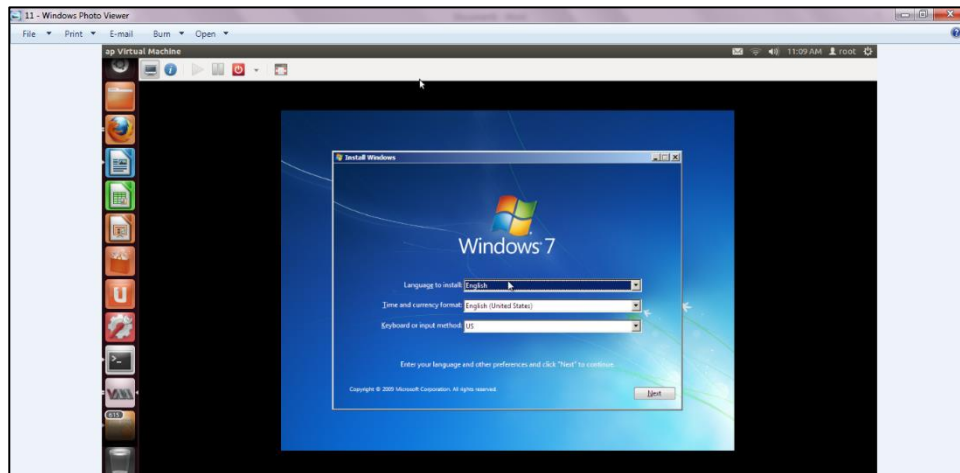 11 - Windows Photo Viewer
File Print E-mail Burn Open
ap Virtual Machine 11:09 AM root
Install Windows
Windows 7
Language to install: English
Time and currency format: English (United States)
Keyboard or input method: US
Enter your language and other preferences and click "Next" to continue.
Copyright © 2009 Microsoft Corporation. All rights reserved.
Next